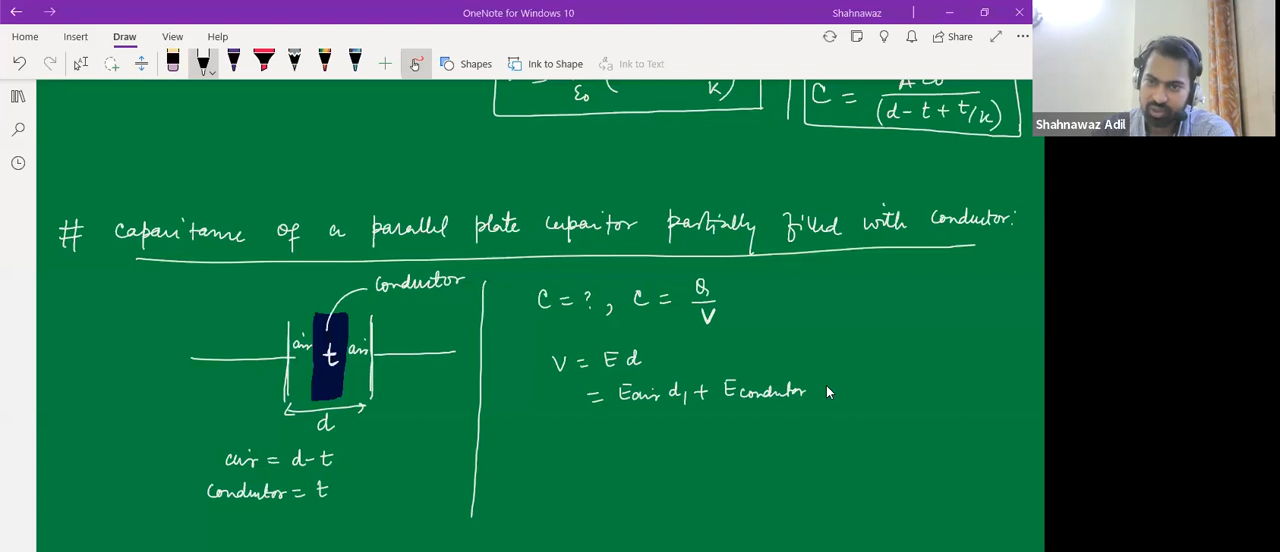 OneNote for Windows 10
Shahnawaz
Home Insert Draw View Help
Share
Shapes Ink to Shape Ink to Text
Shahnawaz Adil
ε₀ ( k)
C = Aε₀ / (d - t + t/k)
# Capacitance of a parallel plate capacitor partially filled with conductor:
conductor
air t air
d
air = d - t
Conductor = t
C = ? , C = Q / V
V = E d
= Eair d₁ + Econductor